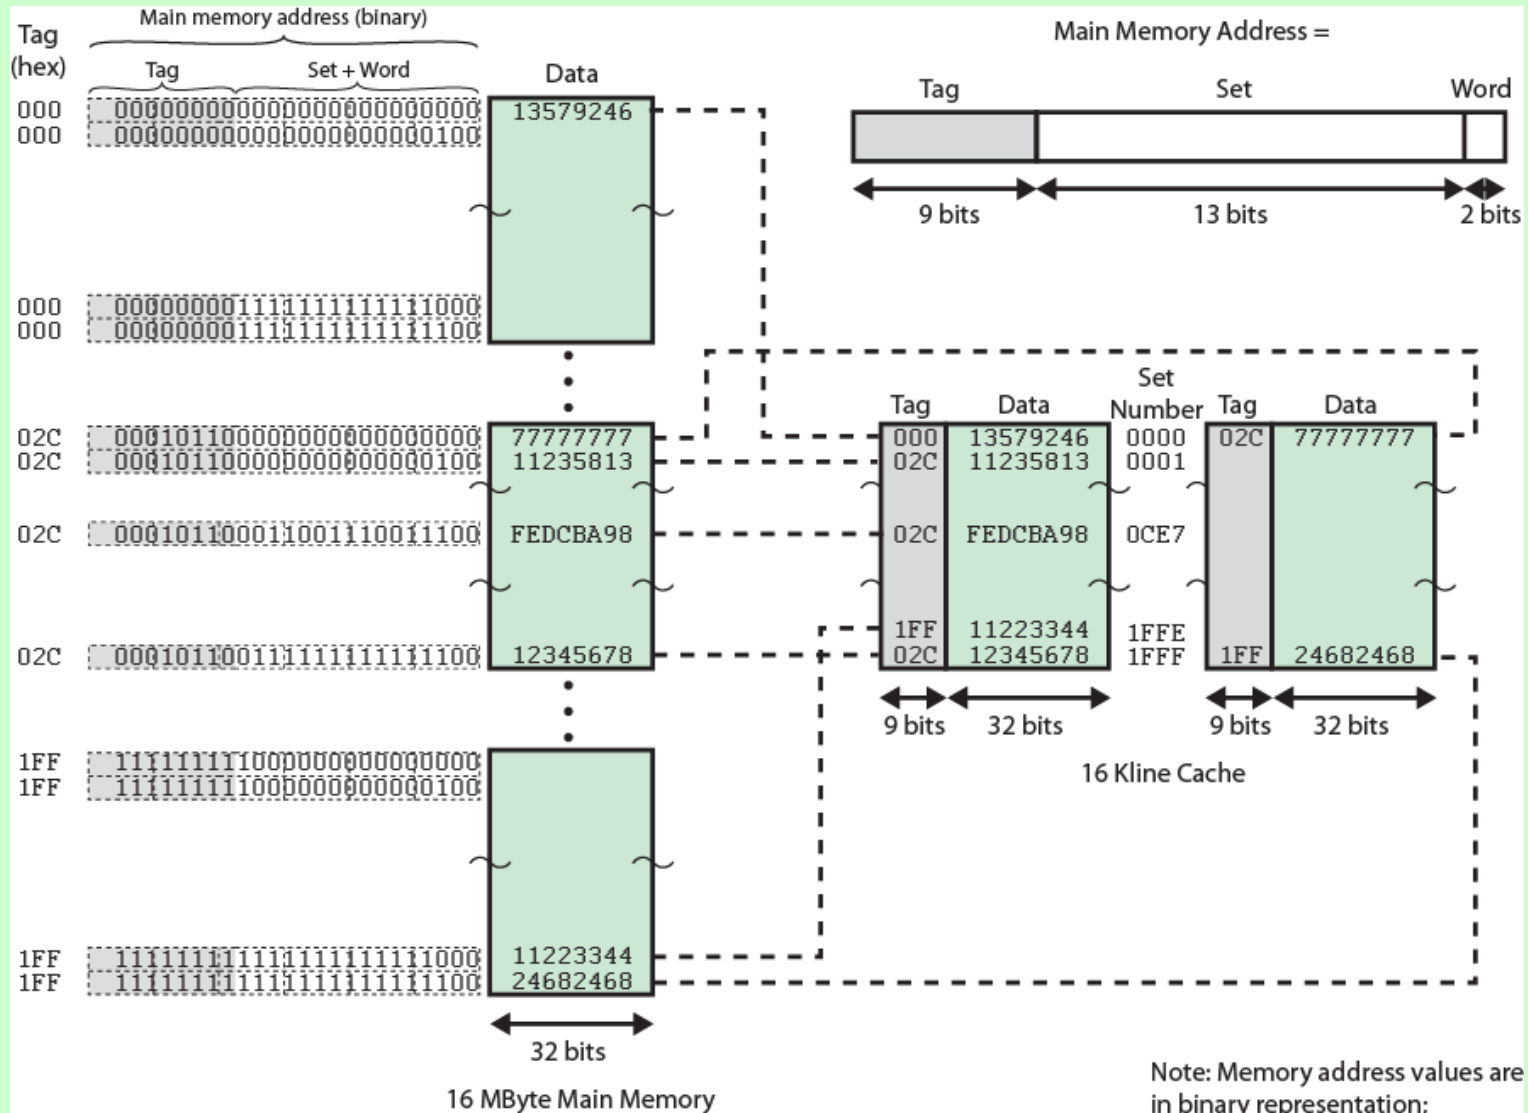 Main memory address (binary)
Tag
(hex)
Tag
Set + Word
Data
000 000000000000000000000000 13579246
000 000000000000000000000100
000 000000001111111111111000
000 000000001111111111111100
02C 000101100000000000000000 77777777
02C 000101100000000000000100 11235813
02C 000101100011001110011100 FEDCBA98
02C 000101100111111111111100 12345678
1FF 111111111000000000000000
1FF 111111111000000000000100
1FF 111111111111111111111000 11223344
1FF 111111111111111111111100 24682468
32 bits
16 MByte Main Memory
Main Memory Address =
Tag Set Word
9 bits 13 bits 2 bits
Set
Tag Data Number Tag Data
000 13579246 0000 02C 77777777
02C 11235813 0001
02C FEDCBA98 0CE7
1FF 11223344 1FFE
02C 12345678 1FFF 1FF 24682468
9 bits 32 bits 9 bits 32 bits
16 Kline Cache
Note: Memory address values are
in binary representation;